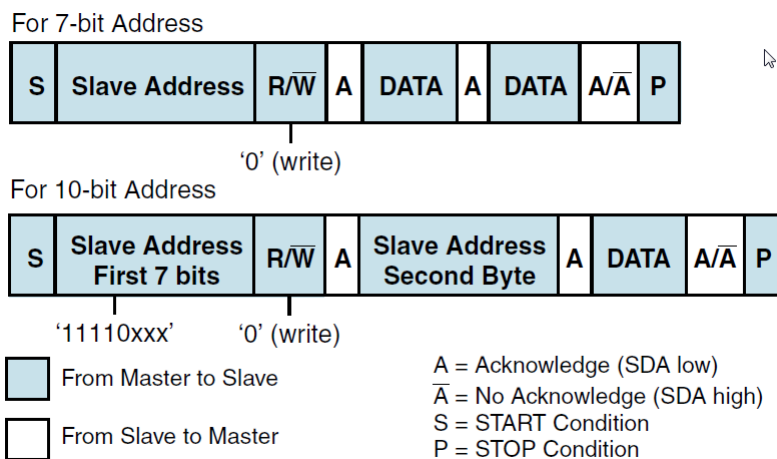 For 7-bit Address
S Slave Address R/W̅ A DATA A DATA A/A̅ P
‘0’ (write)
For 10-bit Address
S Slave Address First 7 bits R/W̅ A Slave Address Second Byte A DATA A/A̅ P
‘11110xxx’ ‘0’ (write)
From Master to Slave
From Slave to Master
A = Acknowledge (SDA low)
A̅ = No Acknowledge (SDA high)
S = START Condition
P = STOP Condition